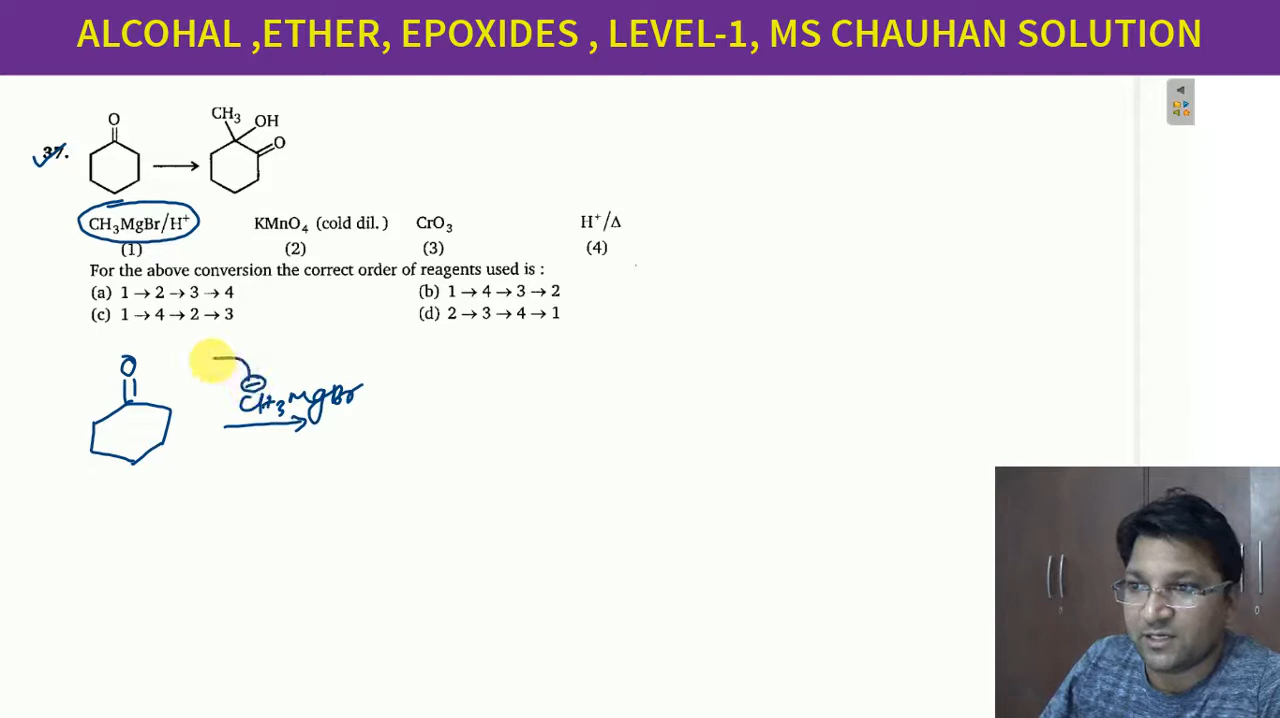 ALCOHAL ,ETHER, EPOXIDES , LEVEL-1, MS CHAUHAN SOLUTION
O
CH₃
OH
O
37.
CH₃MgBr/H⁺
KMnO₄ (cold dil.)
CrO₃
H⁺/Δ
(1)
(2)
(3)
(4)
For the above conversion the correct order of reagents used is :
(a) 1 → 2 → 3 → 4
(b) 1 → 4 → 3 → 2
(c) 1 → 4 → 2 → 3
(d) 2 → 3 → 4 → 1
O
⊖
CH₃MgBr